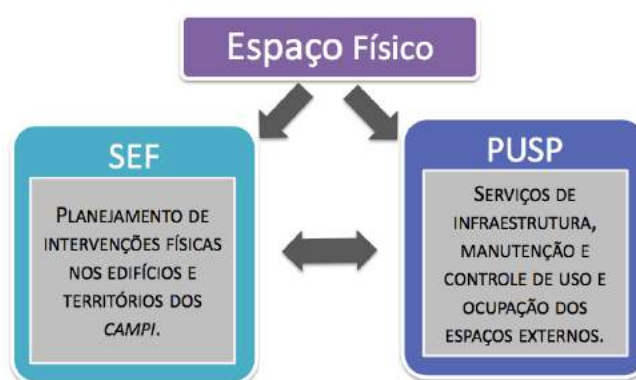 Espaço Físico
SEF
PLANEJAMENTO DE
INTERVENÇÕES FÍSICAS
NOS EDIFÍCIOS E
TERRITÓRIOS DOS
CAMPI.
PUSP
SERVIÇOS DE
INFRAESTRUTURA,
MANUTENÇÃO E
CONTROLE DE USO E
OCUPAÇÃO DOS
ESPAÇOS EXTERNOS.